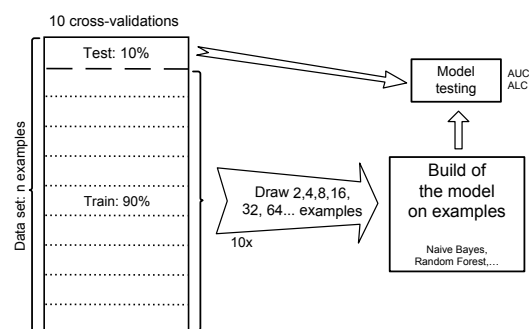 10 cross-validations
Test: 10%
Data set: n examples
Train: 90%
Draw 2,4,8,16,
32, 64... examples
10x
Model
testing
AUC
ALC
Build of
the model
on examples
Naive Bayes,
Random Forest,...